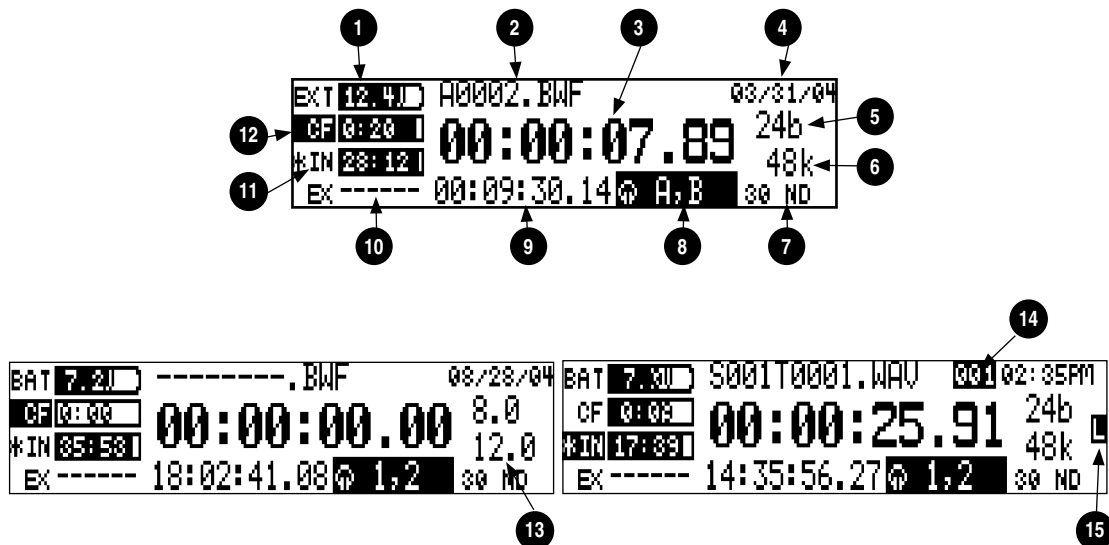 1 2 3 4
EXT 12.4V A0002.BWF 03/31/04
CF 0:20 00:00:07.89 24b 5
12
*IN 28:12 48k 6
11
EX ------ 00:09:30.14 A,B 30 ND
10 9 8 7
14
BAT 7.2V --------.BWF 08/28/04
CF 0:00 00:00:00.00 8.0
*IN 35:53 12.0
EX ------ 18:02:41.08 1,2 30 ND
13
BAT 7.0V S001T0001.WAV 001 02:35PM
CF 0:09 00:00:25.91 24b
*IN 17:39 48k L
EX ------ 14:35:56.27 1,2 30 ND
15